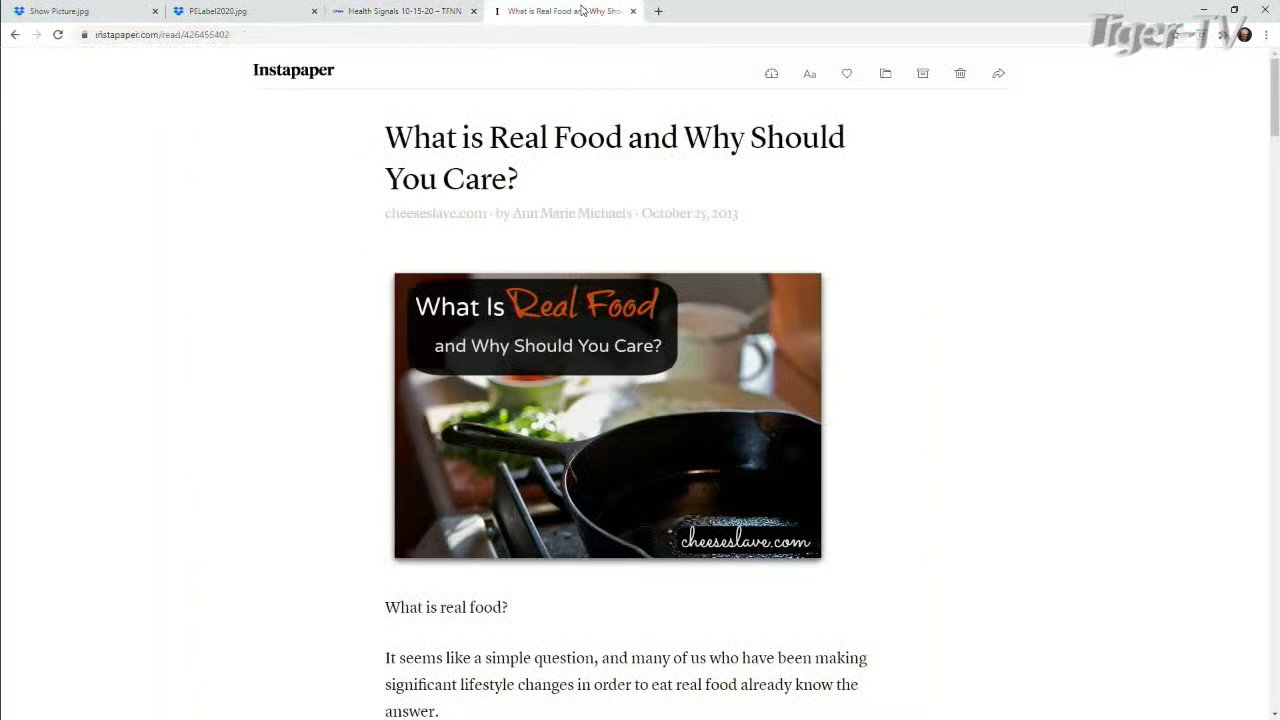 Show Picture.jpg
PELabel2020.jpg
Health Signals 10-15-20 – TFNN
What is Real Food and Why Shou
Tiger TV
instapaper.com/read/426455402
Instapaper
Aa
What is Real Food and Why Should
You Care?
cheeseslave.com · by Ann Marie Michaels · October 25, 2013
What Is Real Food
and Why Should You Care?
cheeseslave.com
What is real food?
It seems like a simple question, and many of us who have been making
significant lifestyle changes in order to eat real food already know the
answer.